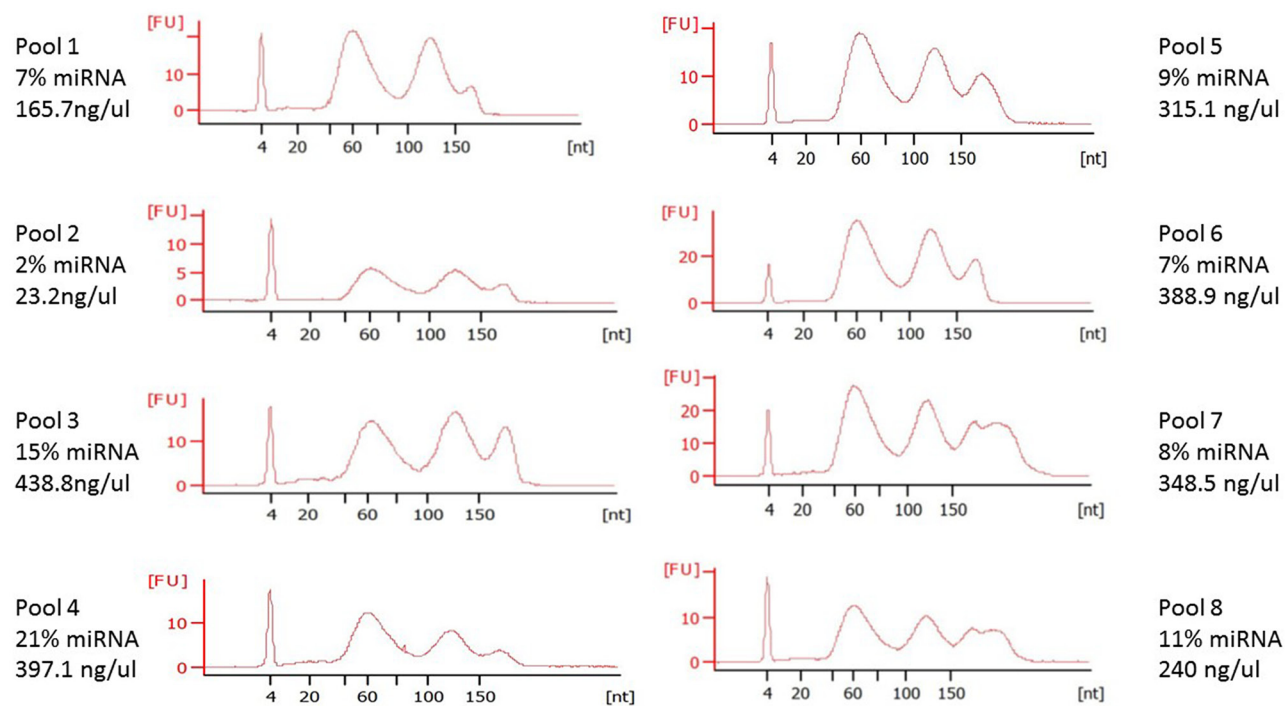 Pool 1
7% miRNA
165.7ng/ul
[FU]
10
0
4 20 60 100 150 [nt]
Pool 5
9% miRNA
315.1 ng/ul
[FU]
10
0
4 20 60 100 150 [nt]
Pool 2
2% miRNA
23.2ng/ul
[FU]
10
5
0
4 20 60 100 150 [nt]
Pool 6
7% miRNA
388.9 ng/ul
[FU]
20
0
4 20 60 100 150 [nt]
Pool 3
15% miRNA
438.8ng/ul
[FU]
10
0
4 20 60 100 150 [nt]
Pool 7
8% miRNA
348.5 ng/ul
[FU]
20
10
0
4 20 60 100 150 [nt]
Pool 4
21% miRNA
397.1 ng/ul
[FU]
10
0
4 20 60 100 150 [nt]
Pool 8
11% miRNA
240 ng/ul
[FU]
10
0
4 20 60 100 150 [nt]